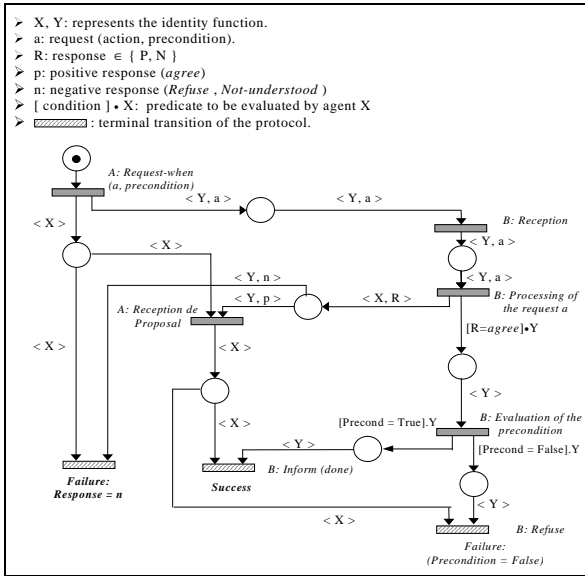 ➢ X, Y: represents the identity function.
➢ a: request (action, precondition).
➢ R: response ∈ { P, N }
➢ p: positive response (agree)
➢ n: negative response (Refuse , Not-understood )
➢ [ condition ] • X: predicate to be evaluated by agent X
➢ : terminal transition of the protocol.
A: Request-when
(a, precondition)
< X >
< Y, a >
< Y, a >
B: Reception
< X >
< Y, a >
< Y, n >
< Y, a >
A: Reception de
Proposal
< Y, p >
< X, R >
B: Processing of
the request a
[R=agree]•Y
< X >
< X >
< Y >
< X >
[Precond = True].Y
B: Evaluation of the
precondition
< Y >
[Precond = False].Y
Failure:
Response = n
Success
B: Inform (done)
< Y >
< X >
B: Refuse
Failure:
(Precondition = False)